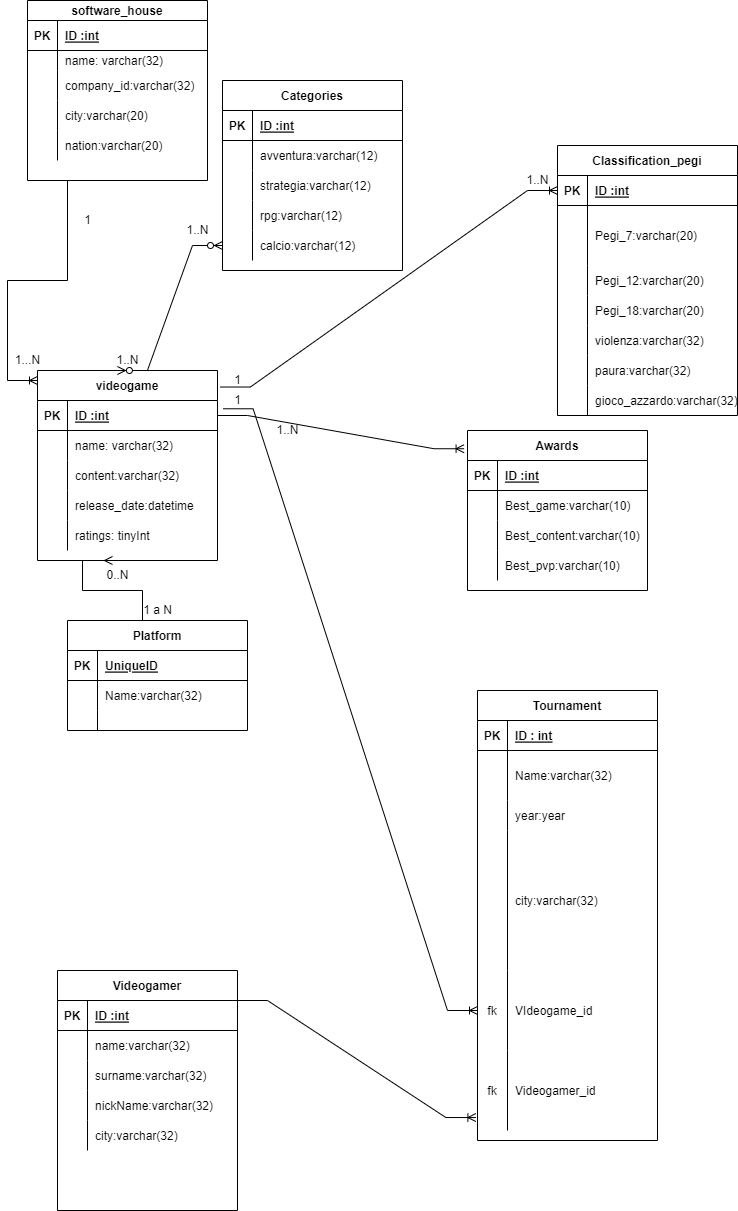 software_house
PK ID :int
name: varchar(32)
company_id:varchar(32)
city:varchar(20)
nation:varchar(20)
1
1...N
Categories
PK ID :int
avventura:varchar(12)
strategia:varchar(12)
rpg:varchar(12)
calcio:varchar(12)
1..N
1..N
Classification_pegi
PK ID :int
Pegi_7:varchar(20)
Pegi_12:varchar(20)
Pegi_18:varchar(20)
violenza:varchar(32)
paura:varchar(32)
gioco_azzardo:varchar(32)
1..N
1
videogame
PK ID :int
name: varchar(32)
content:varchar(32)
release_date:datetime
ratings: tinyInt
1
1..N
Awards
PK ID :int
Best_game:varchar(10)
Best_content:varchar(10)
Best_pvp:varchar(10)
0..N
1 a N
Platform
PK UniqueID
Name:varchar(32)
Tournament
PK ID : int
Name:varchar(32)
year:year
city:varchar(32)
fk VIdeogame_id
fk Videogamer_id
Videogamer
PK ID :int
name:varchar(32)
surname:varchar(32)
nickName:varchar(32)
city:varchar(32)